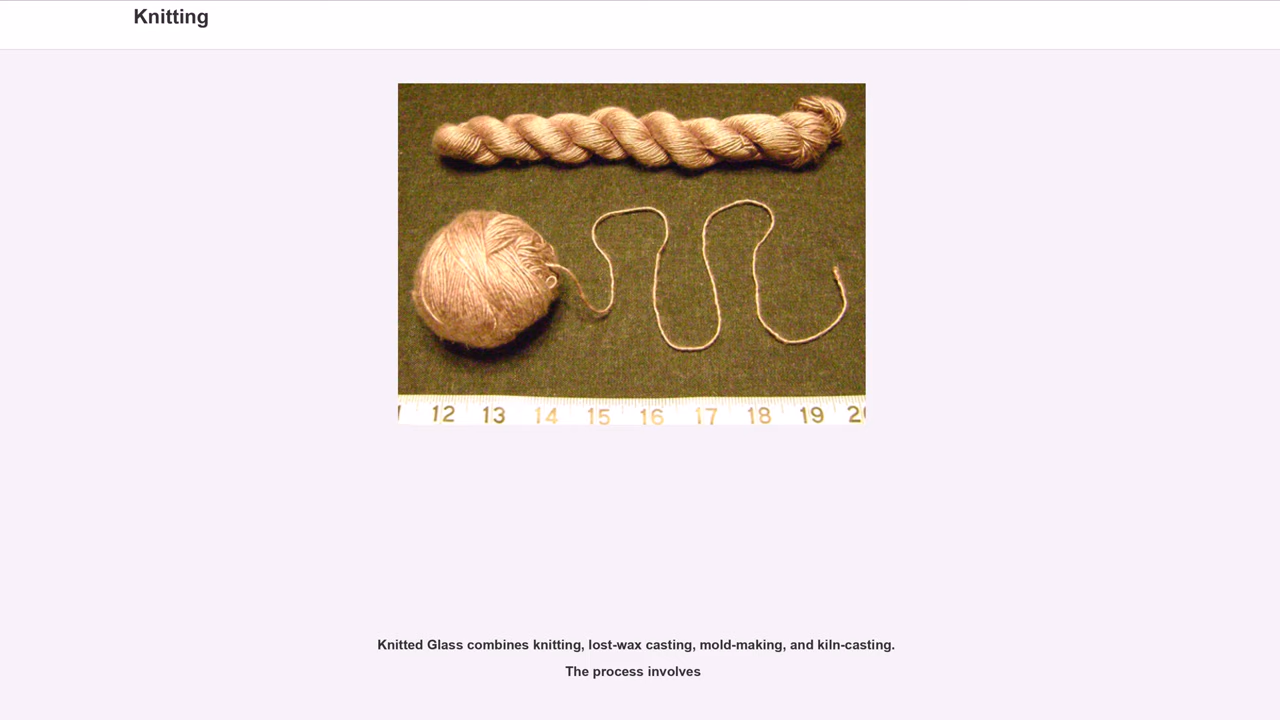 Knitting
12 13 14 15 16 17 18 19
Knitted Glass combines knitting, lost-wax casting, mold-making, and kiln-casting.
The process involves